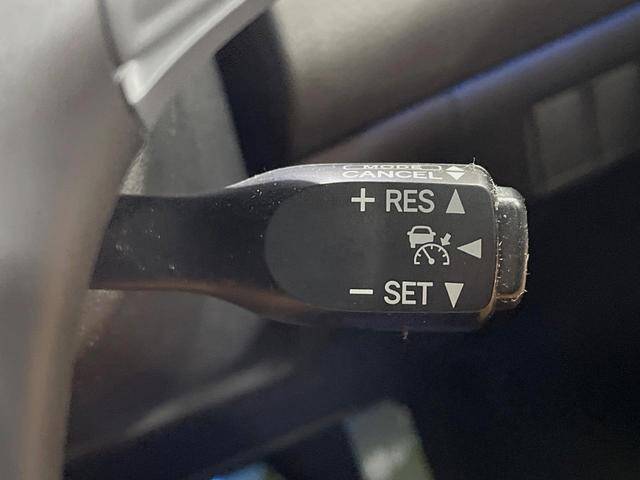 MODE
CANCEL
+ RES
- SET